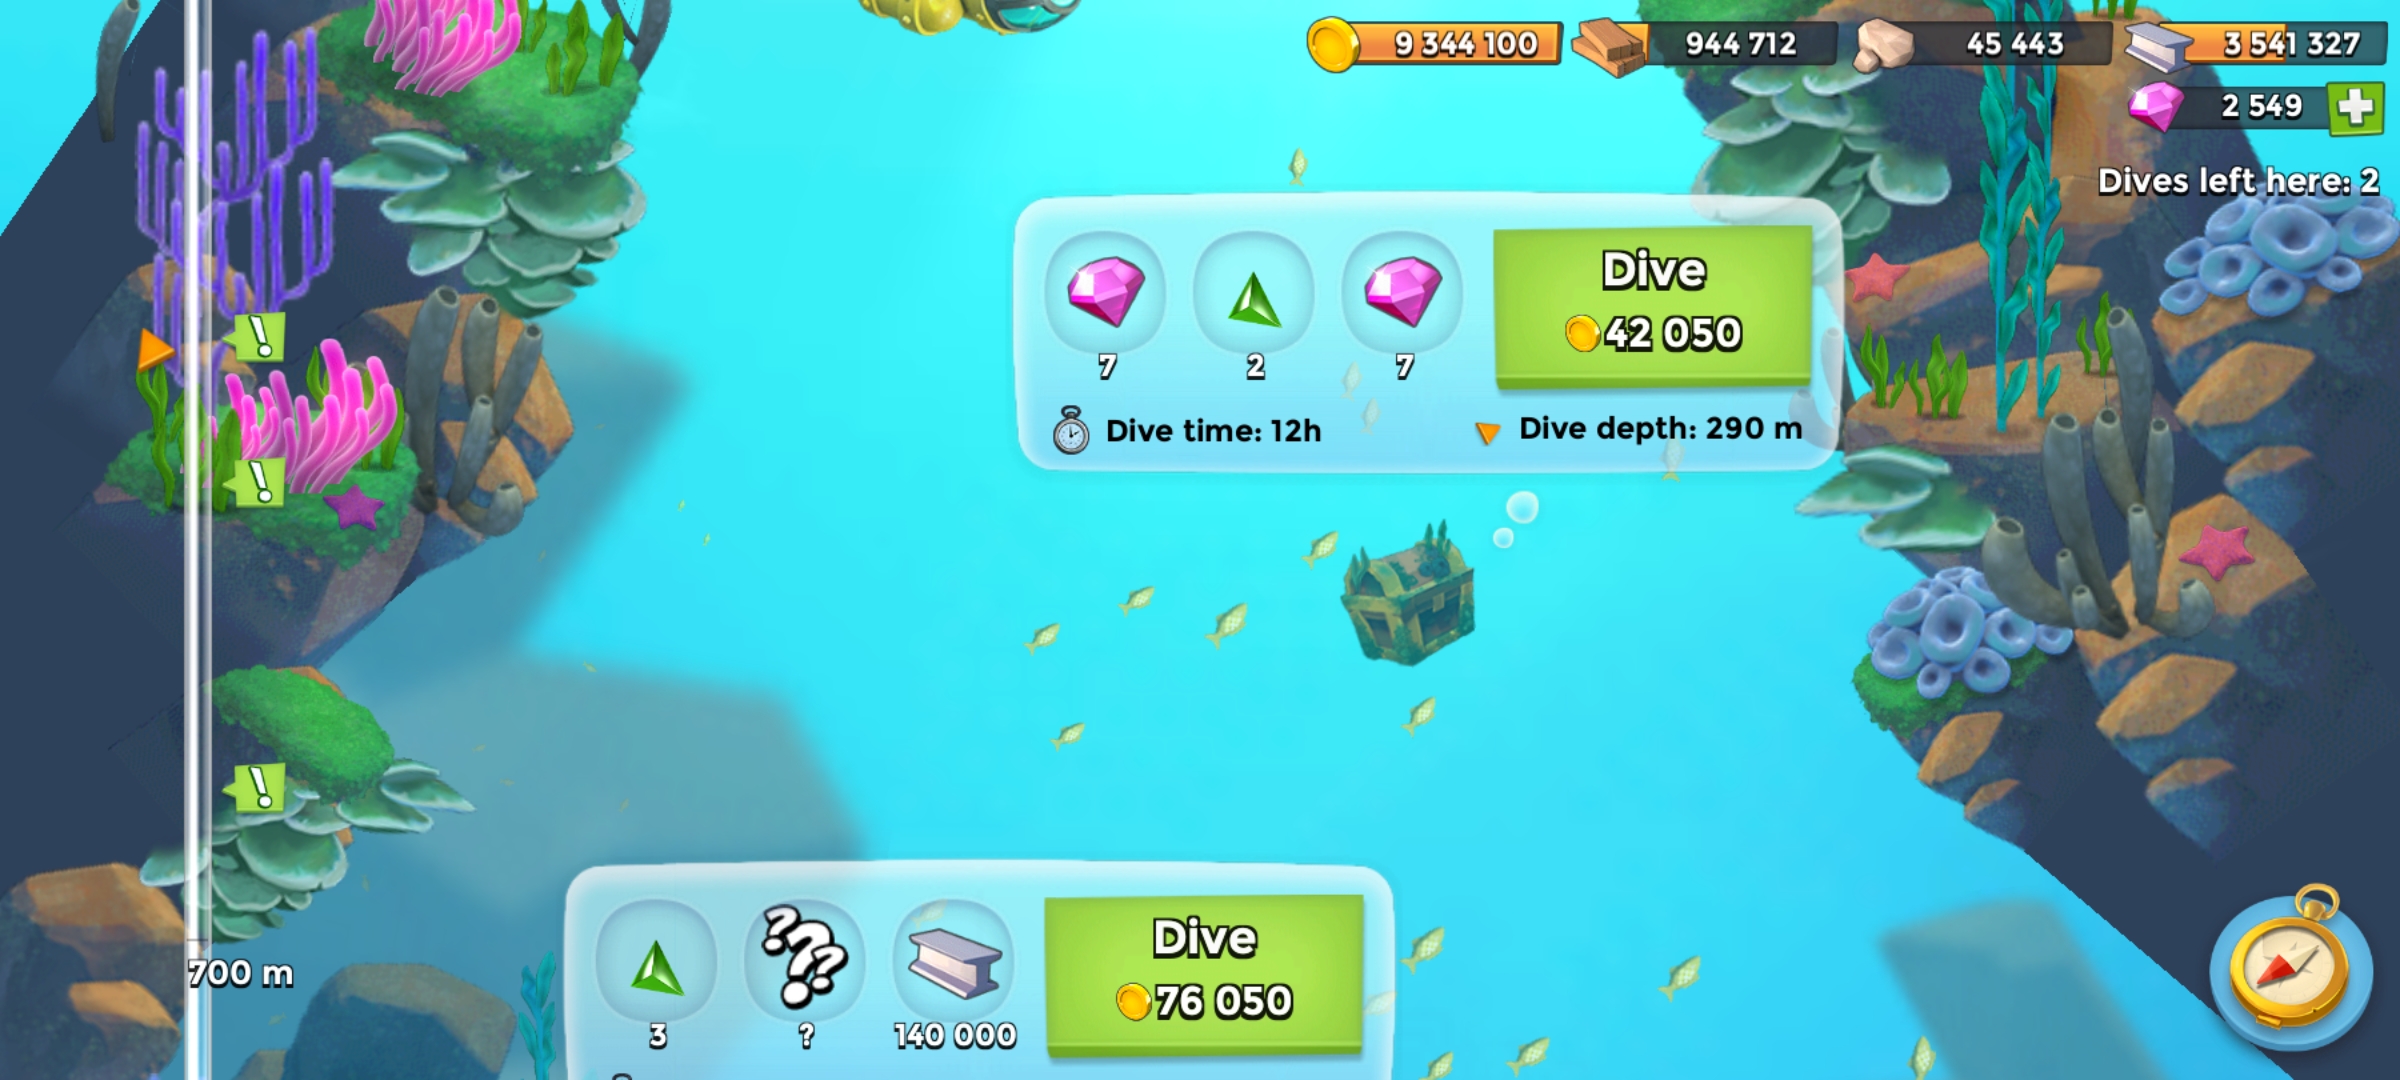 9 344 100
944 712
45 443
3 541 327
2 549
Dives left here: 2
7
2
7
Dive
42 050
Dive time: 12h
Dive depth: 290 m
!
!
!
700 m
3
???
?
140 000
Dive
76 050